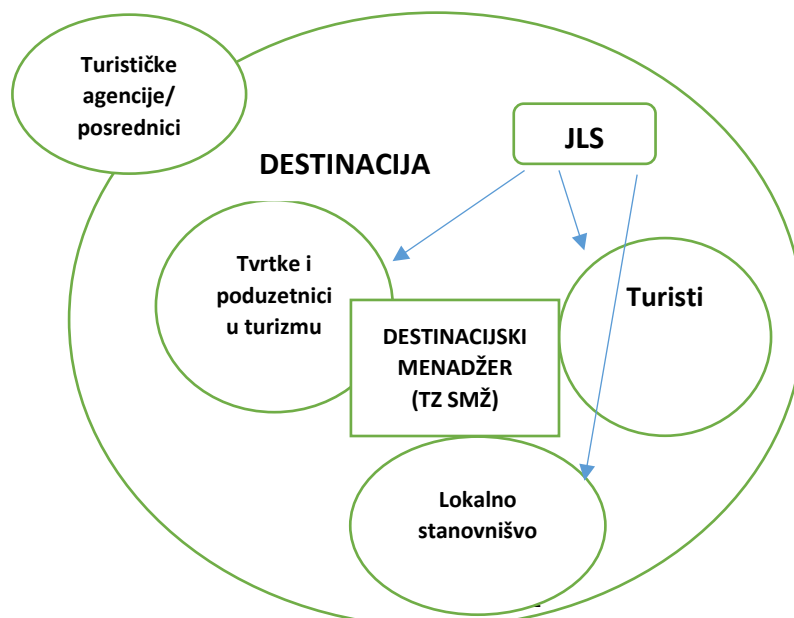 Turističke
agencije/
posrednici
JLS
DESTINACIJA
Tvrtke i
poduzetnici
u turizmu
Turisti
DESTINACIJSKI
MENADŽER
(TZ SMŽ)
Lokalno
stanovnišvo